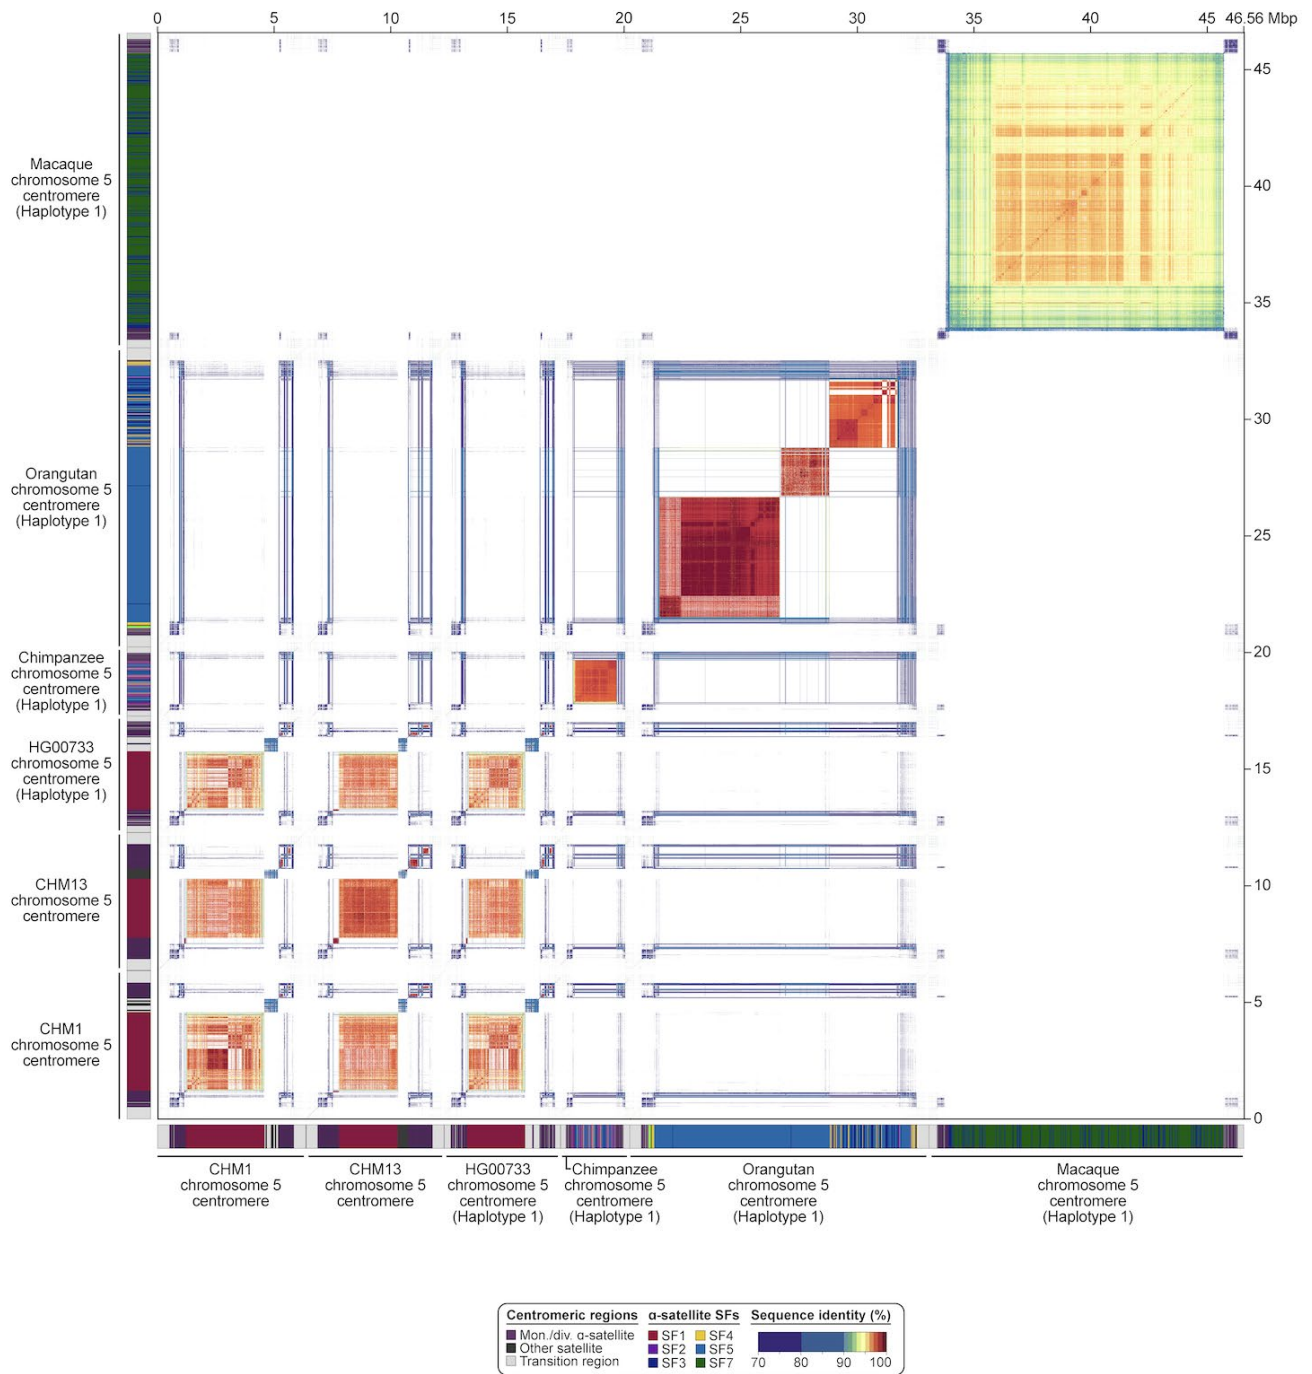 0 5 10 15 20 25 30 35 40 45 46.56 Mbp
45
Macaque
chromosome 5
centromere
(Haplotype 1)
40
35
30
Orangutan
chromosome 5
centromere
(Haplotype 1)
25
20
Chimpanzee
chromosome 5
centromere
(Haplotype 1)
HG00733
chromosome 5
centromere
(Haplotype 1)
15
CHM13
chromosome 5
centromere
10
CHM1
chromosome 5
centromere
5
0
CHM1
chromosome 5
centromere
CHM13
chromosome 5
centromere
HG00733
chromosome 5
centromere
(Haplotype 1)
Chimpanzee
chromosome 5
centromere
(Haplotype 1)
Orangutan
chromosome 5
centromere
(Haplotype 1)
Macaque
chromosome 5
centromere
(Haplotype 1)
Centromeric regions
Mon./div. α-satellite
Other satellite
Transition region
α-satellite SFs
SF1 SF4
SF2 SF5
SF3 SF7
Sequence identity (%)
70 80 90 100